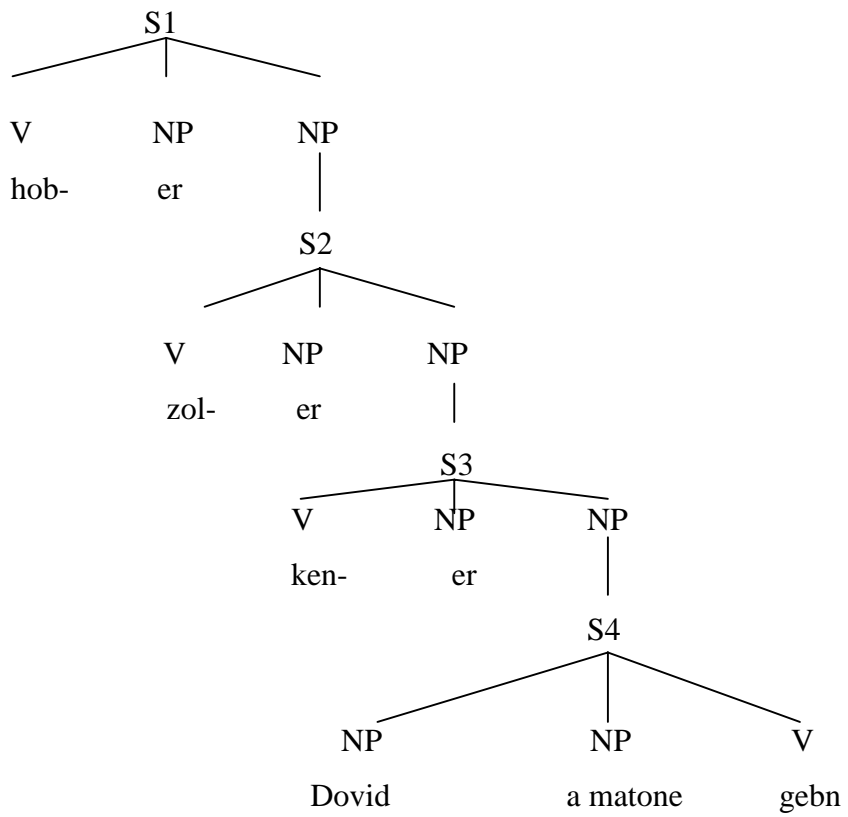 S1
V NP NP
hob- er
S2
V NP NP
zol- er
S3
V NP NP
ken- er
S4
NP NP V
Dovid a matone gebn